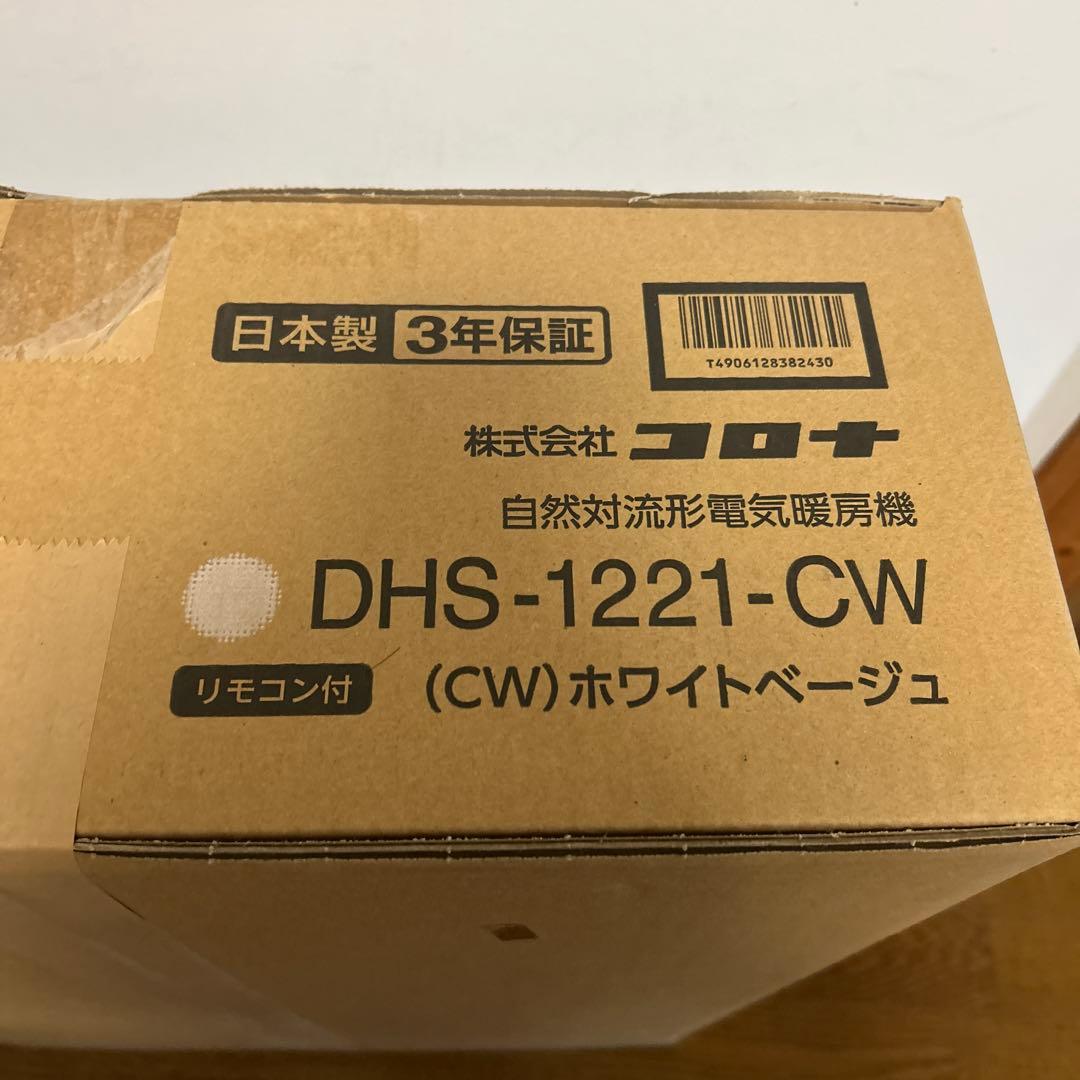 日本製 3年保証
T4906128382430
株式会社 コロナ
自然対流形電気暖房機
DHS-1221-CW
リモコン付 (CW)ホワイトベージュ